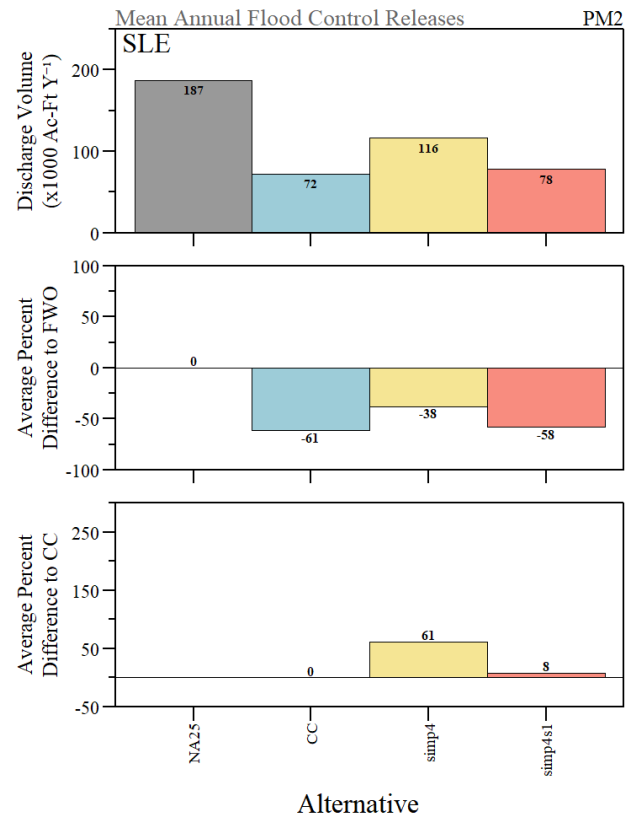 Mean Annual Flood Control Releases PM2
SLE
Discharge Volume
(x1000 Ac-Ft Y⁻¹)
200
100
0
187
72
116
78
Average Percent
Difference to FWO
100
50
0
-50
-100
0
-61
-38
-58
Average Percent
Difference to CC
250
150
50
-50
0
61
8
NA25
CC
simp4
simp4s1
Alternative